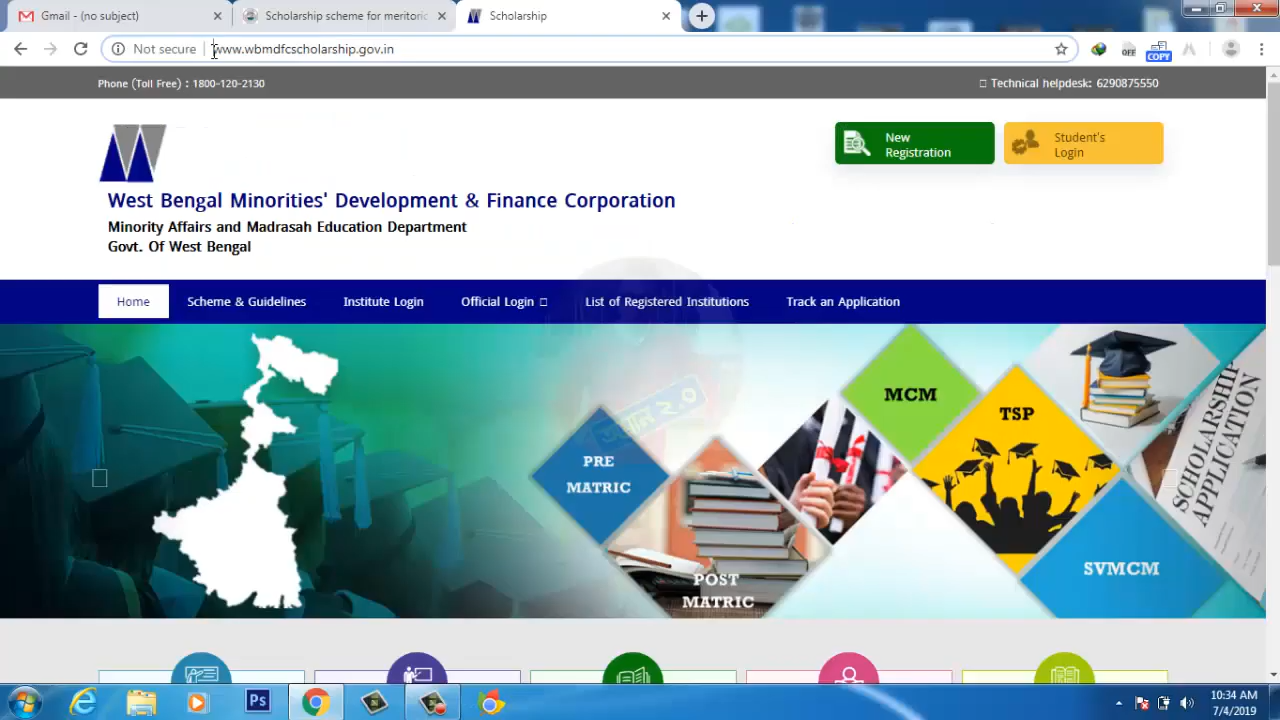 Gmail - (no subject)
Scholarship scheme for meritoric
Scholarship
Not secure
www.wbmdfcscholarship.gov.in
OFF
COPY
Phone (Toll Free) : 1800-120-2130
Technical helpdesk: 6290875550
New
Registration
Student's
Login
West Bengal Minorities' Development & Finance Corporation
Minority Affairs and Madrasah Education Department
Govt. Of West Bengal
Home
Scheme & Guidelines
Institute Login
Official Login
List of Registered Institutions
Track an Application
PRE
MATRIC
POST
MATRIC
MCM
TSP
SVMCM
SCHOLARSHIP
APPLICATION
Ps
10:34 AM
7/4/2019